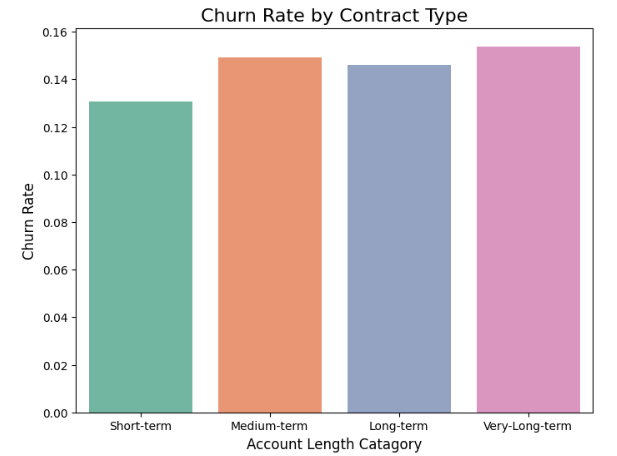 Churn Rate by Contract Type
0.16
0.14
0.12
0.10
0.08
0.06
0.04
0.02
0.00
Churn Rate
Short-term Medium-term Long-term Very-Long-term
Account Length Catagory